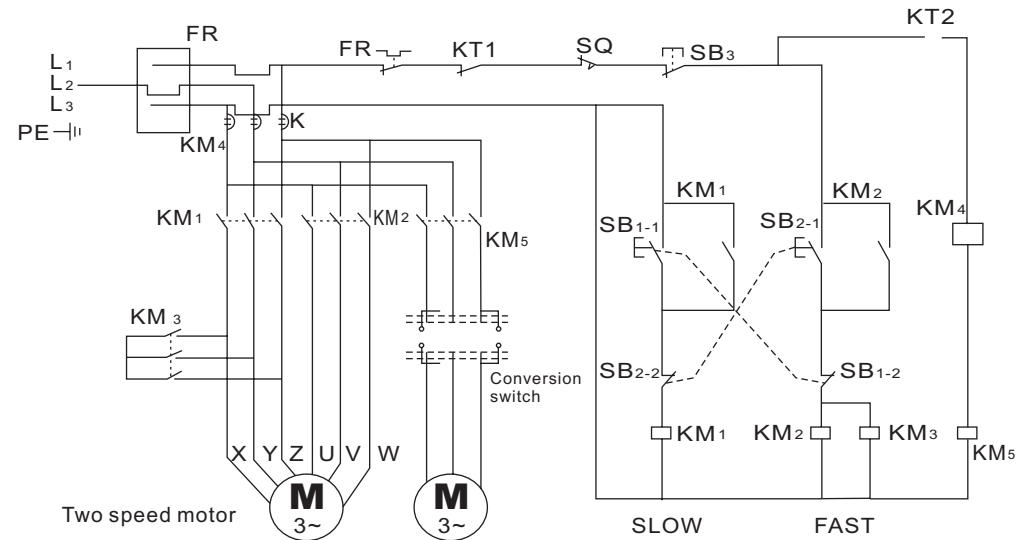 KT2
FR
FR KT1 SQ SB3
L1
L2
L3
PE
K
KM4
KM1 KM2
KM1 KM2 KM4
SB1-1 SB2-1
KM5
KM 3
Conversion
switch
SB2-2 SB1-2
KM1 KM2 KM3 KM5
X Y Z U V W
M
3~
M
3~
Two speed motor
SLOW FAST